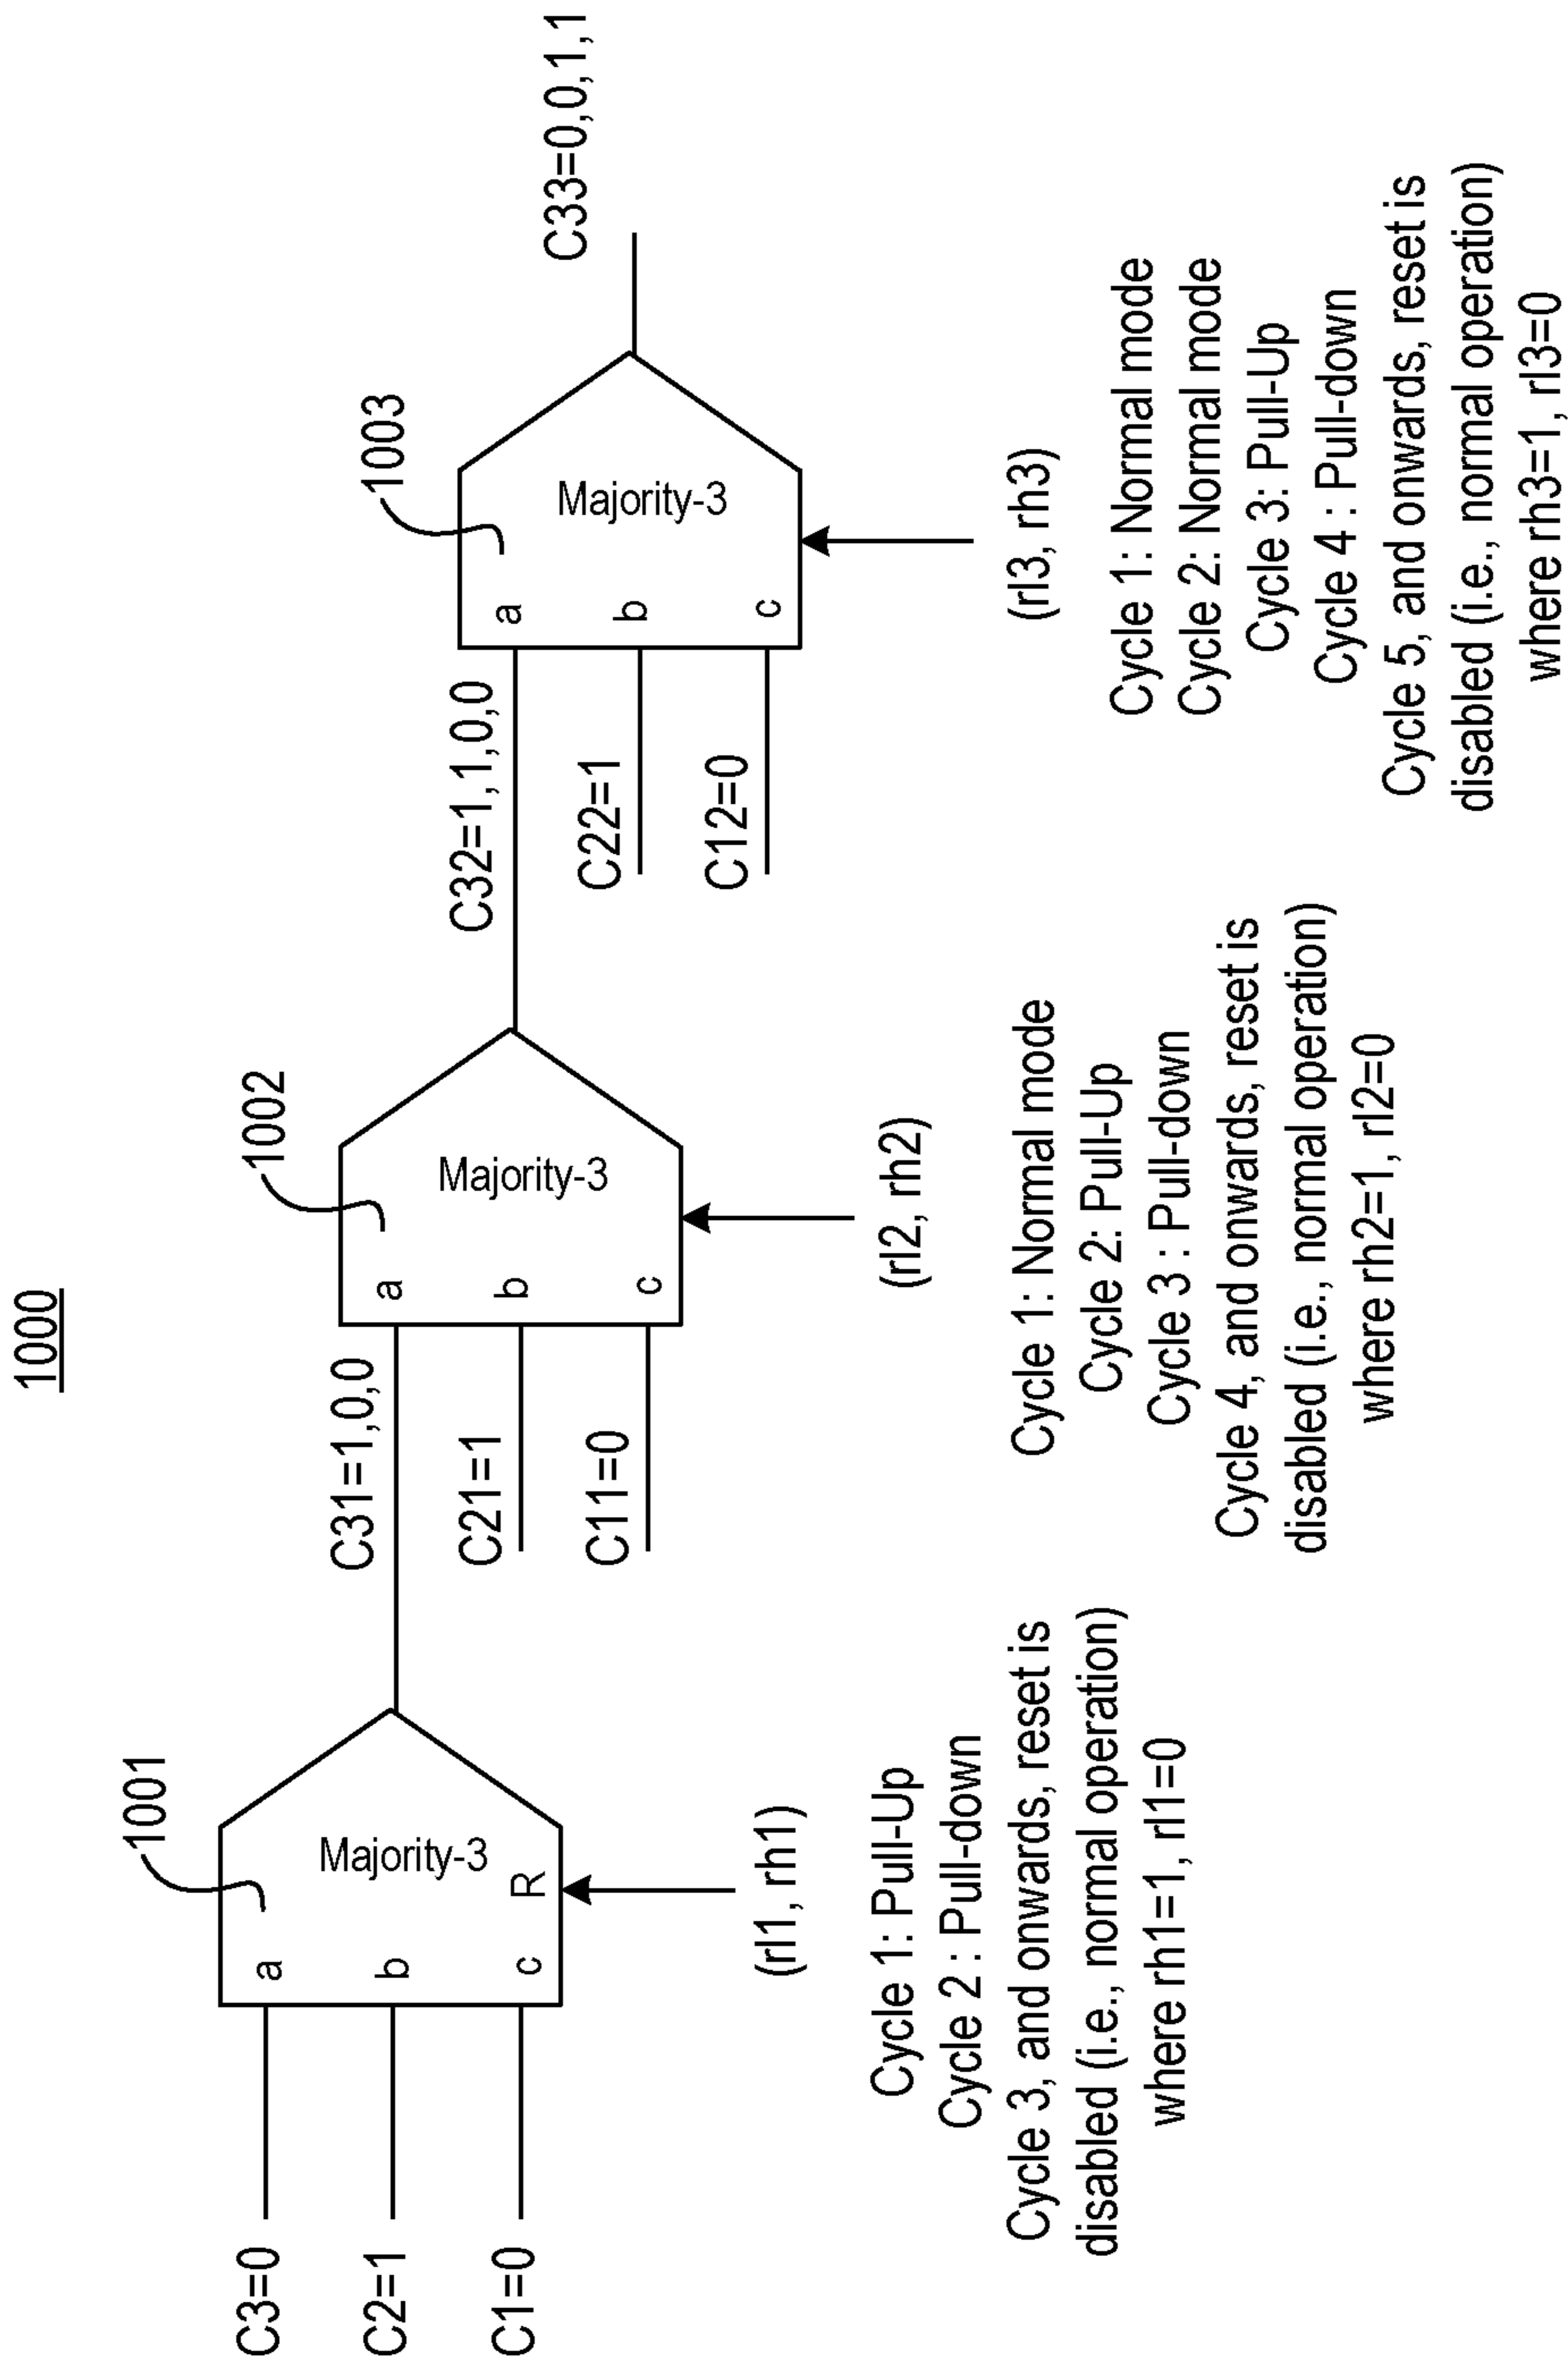 1000
1001
C3=0
C2=1
C1=0
a
b
c
R
Majority-3
(rl1, rh1)
Cycle 1: Pull-Up
Cycle 2 : Pull-down
Cycle 3, and onwards, reset is
disabled (i.e., normal operation)
where rh1=1, rl1=0
1002
C31=1,0,0
C21=1
C11=0
a
b
c
Majority-3
(rl2, rh2)
Cycle 1: Normal mode
Cycle 2: Pull-Up
Cycle 3 : Pull-down
Cycle 4, and onwards, reset is
disabled (i.e., normal operation)
where rh2=1, rl2=0
1003
C32=1,1,0,0
C22=1
C12=0
a
b
c
Majority-3
C33=0,0,1,1
(rl3, rh3)
Cycle 1: Normal mode
Cycle 2: Normal mode
Cycle 3: Pull-Up
Cycle 4 : Pull-down
Cycle 5, and onwards, reset is
disabled (i.e., normal operation)
where rh3=1, rl3=0